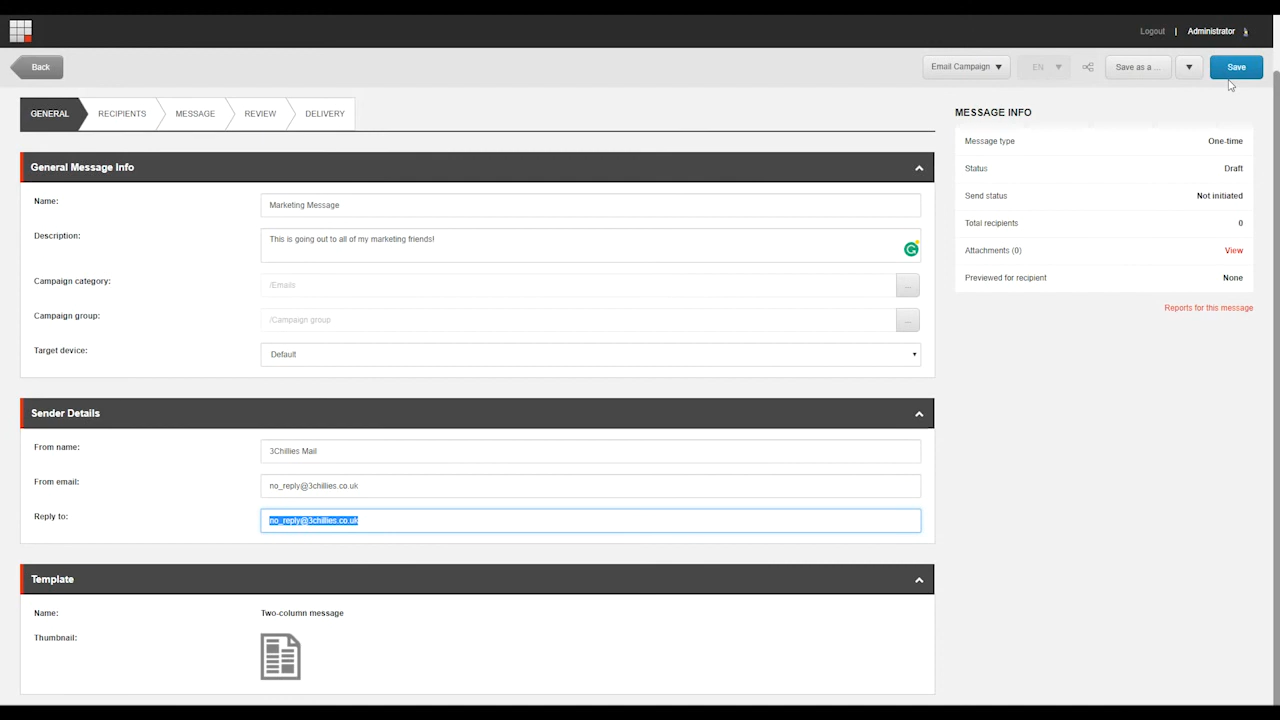 Logout | Administrator
Back
Email Campaign
EN
Save as a ...
Save
GENERAL
RECIPIENTS
MESSAGE
REVIEW
DELIVERY
General Message Info
Name:
Marketing Message
Description:
This is going out to all of my marketing friends!
Campaign category:
/Emails
...
Campaign group:
/Campaign group
...
Target device:
Default
Sender Details
From name:
3Chillies Mail
From email:
no_reply@3chillies.co.uk
Reply to:
no_reply@3chillies.co.uk
Template
Name:
Two-column message
Thumbnail:
MESSAGE INFO
Message type One-time
Status Draft
Send status Not initiated
Total recipients 0
Attachments (0) View
Previewed for recipient None
Reports for this message